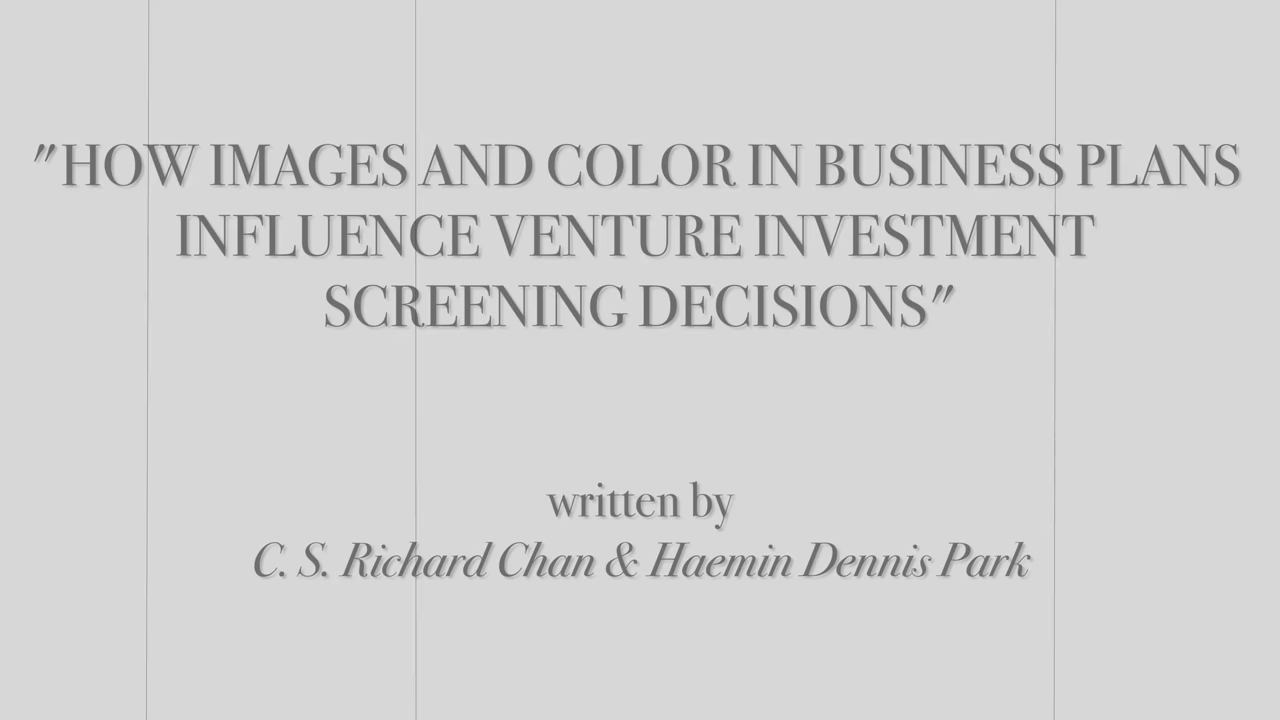 "HOW IMAGES AND COLOR IN BUSINESS PLANS
INFLUENCE VENTURE INVESTMENT
SCREENING DECISIONS"
written by
C. S. Richard Chan & Haemin Dennis Park